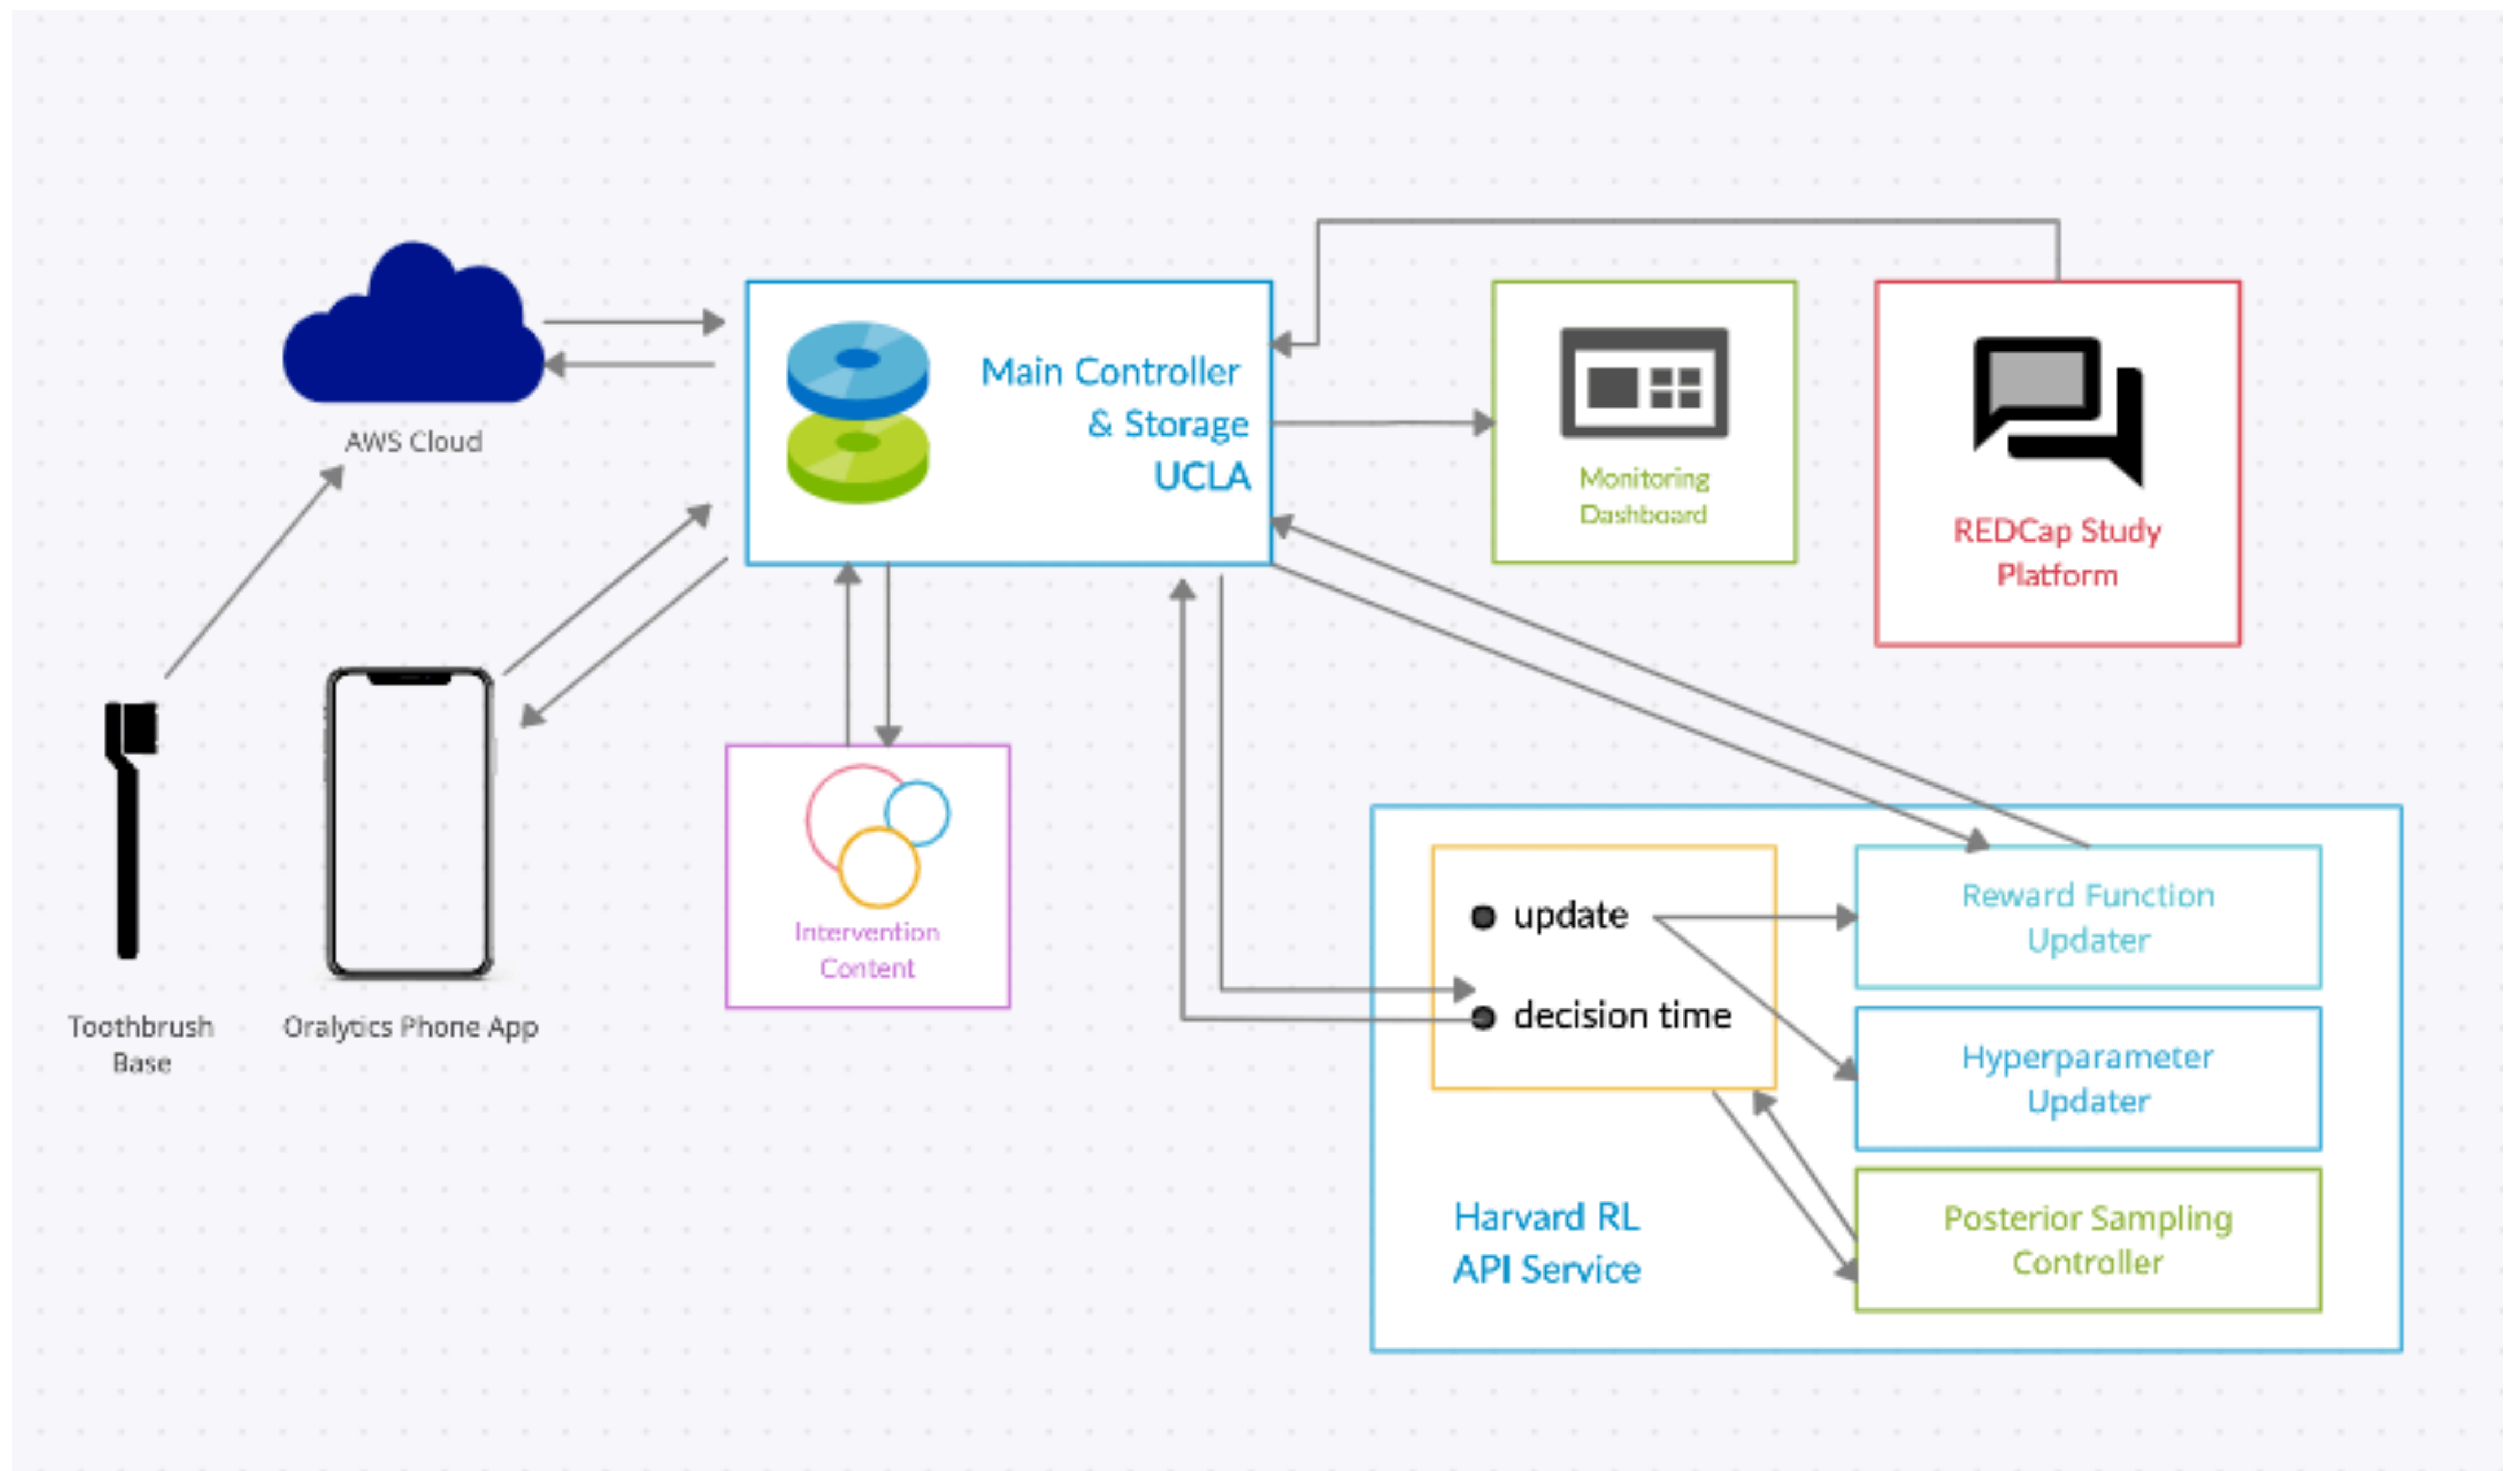 AWS Cloud
Main Controller
& Storage
UCLA
Monitoring
Dashboard
REDCap Study
Platform
Toothbrush
Base
Oralytics Phone App
Intervention
Content
update
decision time
Reward Function
Updater
Hyperparameter
Updater
Posterior Sampling
Controller
Harvard RL
API Service